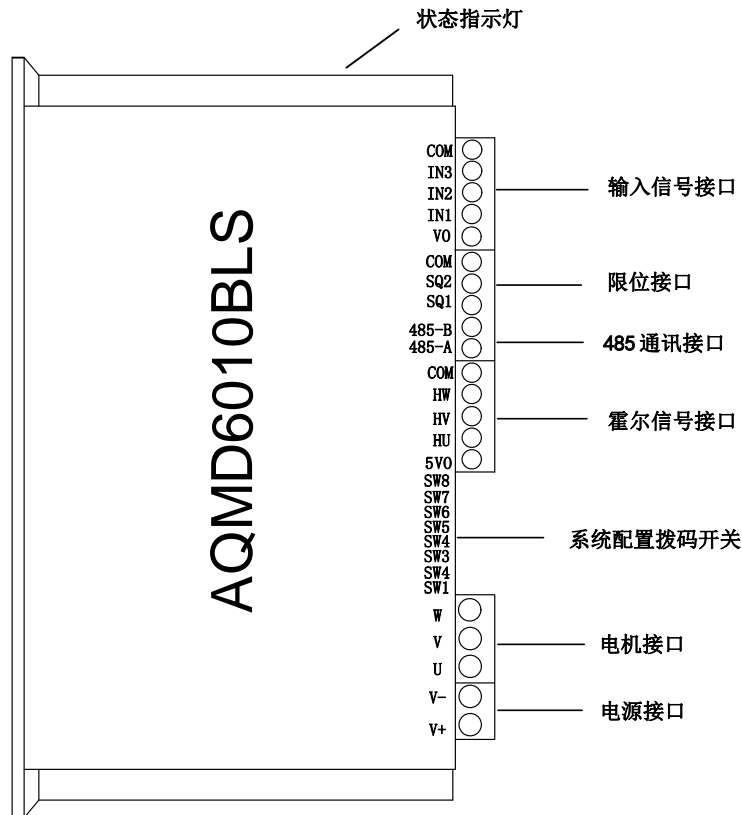 状态指示灯
AQMD6010BLS
COM
IN3
IN2
IN1
VO
输入信号接口
COM
SQ2
SQ1
限位接口
485-B
485-A
485 通讯接口
COM
HW
HV
HU
5VO
霍尔信号接口
SW8
SW7
SW6
SW5
SW4
SW3
SW4
SW1
系统配置拨码开关
W
V
U
电机接口
V-
V+
电源接口